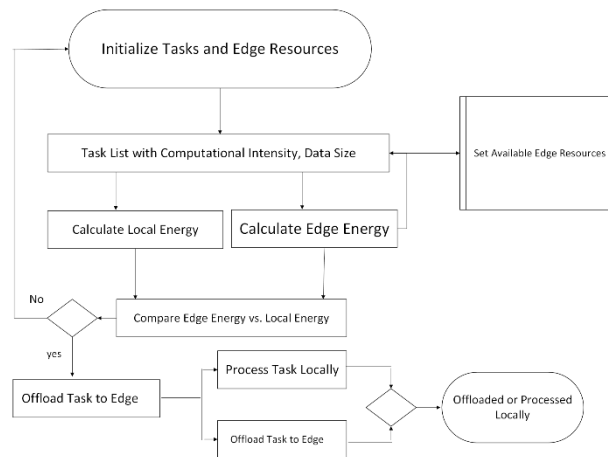 Initialize Tasks and Edge Resources
Task List with Computational Intensity, Data Size
Set Available Edge Resources
Calculate Local Energy
Calculate Edge Energy
No
Compare Edge Energy vs. Local Energy
yes
Process Task Locally
Offload Task to Edge
Offloaded or Processed
Locally
Offload Task to Edge